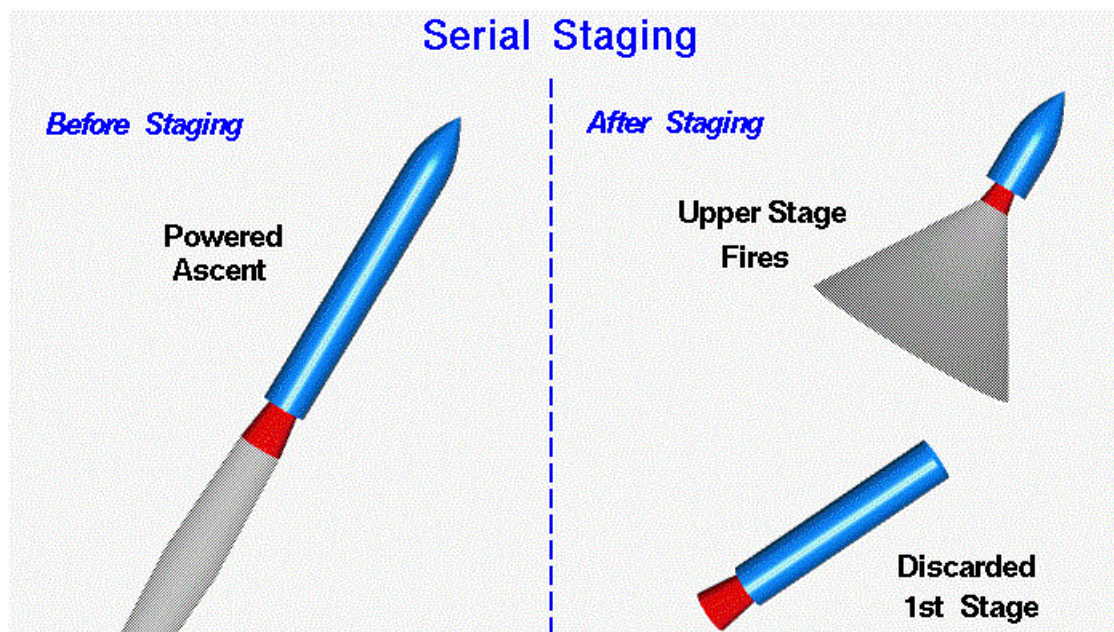 Serial Staging
Before Staging
Powered
Ascent
After Staging
Upper Stage
Fires
Discarded
1st Stage